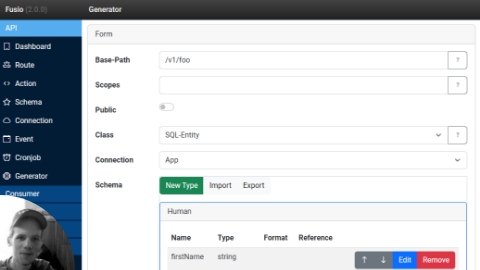 Fusio (2.0.0)
Generator
API
Dashboard
Route
Action
Schema
Connection
Event
Cronjob
Generator
Consumer
Form
Base-Path
/v1/foo
?
Scopes
?
Public
Class
SQL-Entity
?
Connection
App
Schema
New Type
Import
Export
Human
Name Type Format Reference
firstName string
↑ ↓ Edit Remove